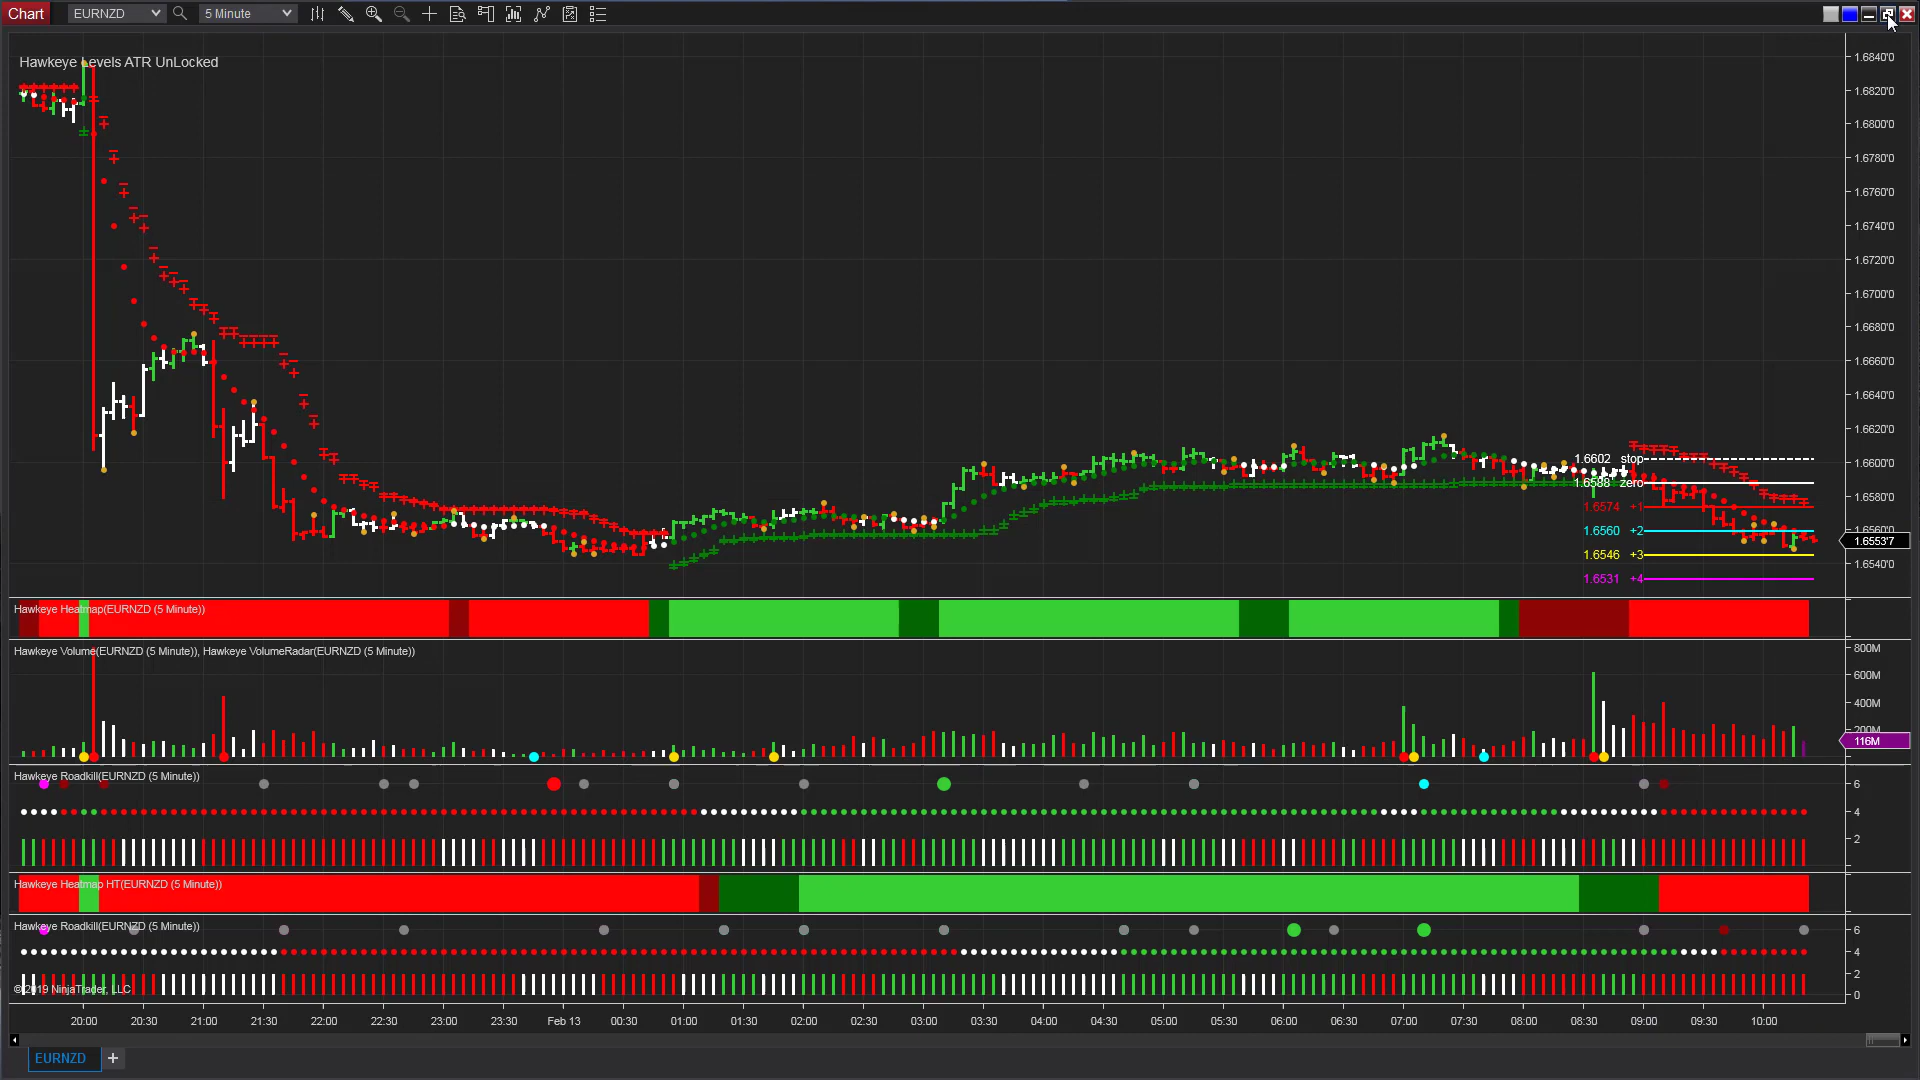 Chart EURNZD 5 Minute
Hawkeye Levels ATR UnLocked
1.6840'0
1.6820'0
1.6800'0
1.6780'0
1.6760'0
1.6740'0
1.6720'0
1.6700'0
1.6680'0
1.6660'0
1.6640'0
1.6620'0
1.6600'0
1.6580'0
1.6560'0
1.6553'7
1.6540'0
1.6602 stop
1.6588 zero
1.6574 +1
1.6560 +2
1.6546 +3
1.6531 +4
Hawkeye Heatmap(EURNZD (5 Minute))
Hawkeye Volume(EURNZD (5 Minute)), Hawkeye VolumeRadar(EURNZD (5 Minute))
800M
600M
400M
200M
116M
Hawkeye Roadkill(EURNZD (5 Minute))
6
4
2
Hawkeye Heatmap HT(EURNZD (5 Minute))
Hawkeye Roadkill(EURNZD (5 Minute))
6
4
2
0
© 2019 NinjaTrader, LLC
20:00 20:30 21:00 21:30 22:00 22:30 23:00 23:30 Feb 13 00:30 01:00 01:30 02:00 02:30 03:00 03:30 04:00 04:30 05:00 05:30 06:00 06:30 07:00 07:30 08:00 08:30 09:00 09:30 10:00
EURNZD +